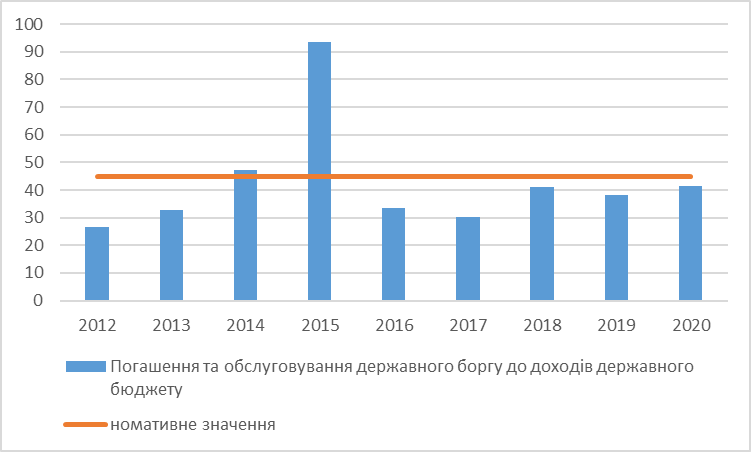 100
90
80
70
60
50
40
30
20
10
0
2012 2013 2014 2015 2016 2017 2018 2019 2020
Погашення та обслуговування державного боргу до доходів державного
бюджету
номативне значення